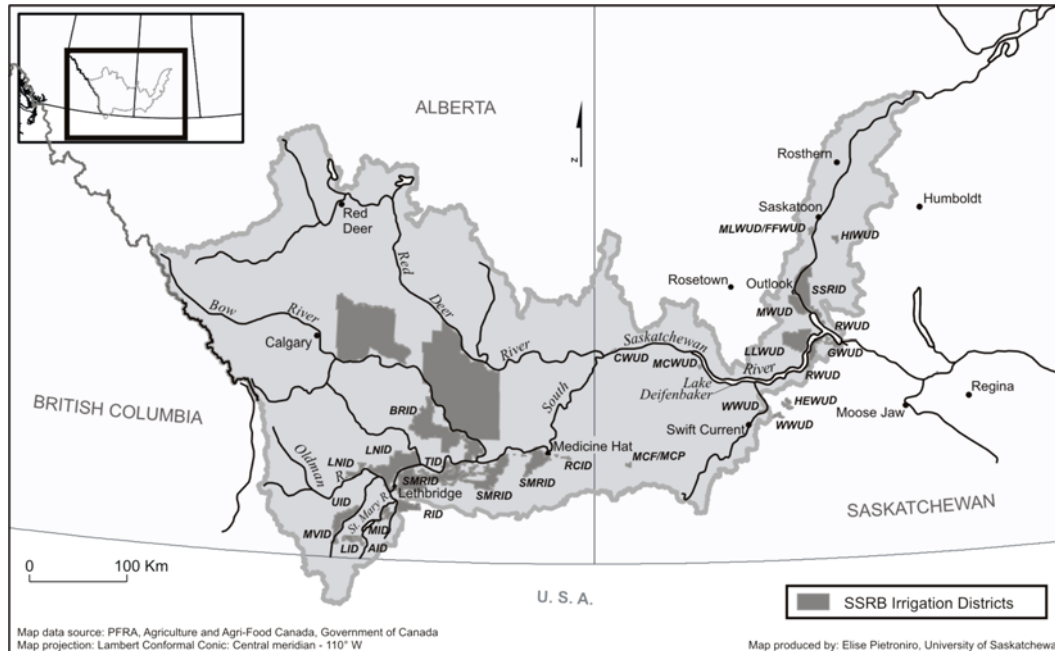 ALBERTA
Rosthern
Humboldt
Saskatoon
MLWUD/FFWUD
HIWUD
Red
Deer
Red
Deer
River
Rosetown
Outlook
SSRID
MWUD
RWUD
Bow
River
Calgary
Saskatchewan
River
CWUD
MCWUD
LLWUD
GWUD
RWUD
South
Lake
Deifenbaker
Regina
BRITISH COLUMBIA
BRID
WWUD
HEWUD
Moose Jaw
Swift Current
WWUD
Oldman
R.
LNID
LNID
TID
Medicine Hat
RCID
MCF/MCP
SMRID
SMRID
SMRID
Lethbridge
UID
St. Mary R.
RID
SASKATCHEWAN
MVID
MID
LID
AID
0
100 Km
U. S. A.
SSRB Irrigation Districts
Map data source: PFRA, Agriculture and Agri-Food Canada, Government of Canada
Map projection: Lambert Conformal Conic: Central meridian - 110° W
Map produced by: Elise Pietroniro, University of Saskatchewa
z